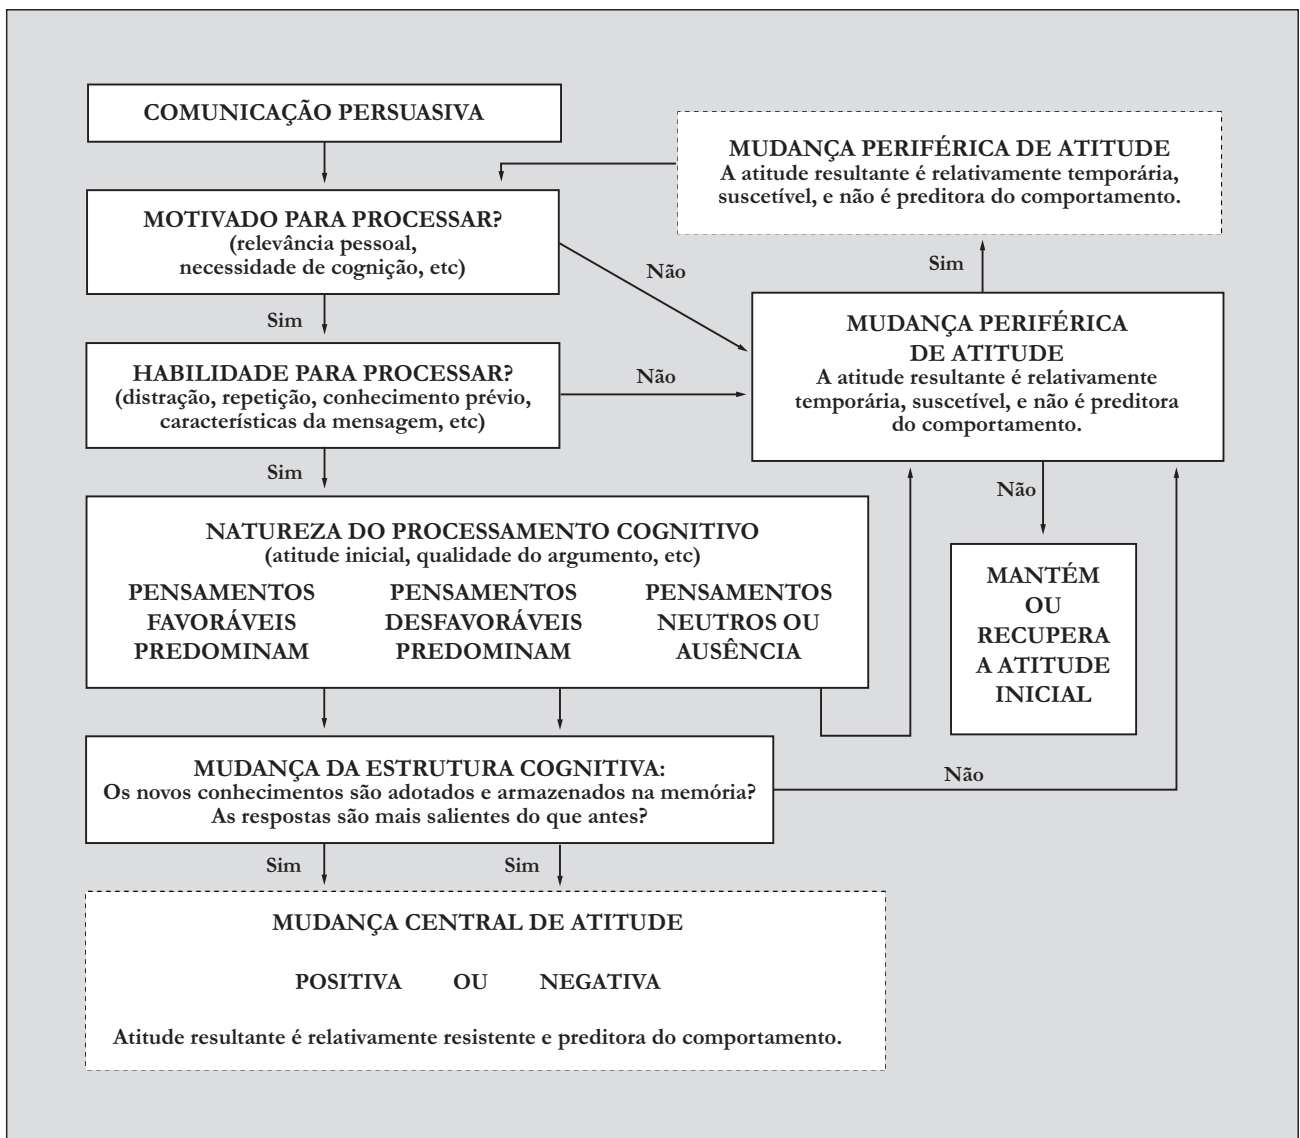 COMUNICAÇÃO PERSUASIVA
MUDANÇA PERIFÉRICA DE ATITUDE
A atitude resultante é relativamente temporária,
suscetível, e não é preditora do comportamento.
MOTIVADO PARA PROCESSAR?
(relevância pessoal,
necessidade de cognição, etc)
Não
Sim
Sim
MUDANÇA PERIFÉRICA
DE ATITUDE
A atitude resultante é relativamente
temporária, suscetível, e não é preditora
do comportamento.
HABILIDADE PARA PROCESSAR?
(distração, repetição, conhecimento prévio,
características da mensagem, etc)
Não
Sim
Não
NATUREZA DO PROCESSAMENTO COGNITIVO
(atitude inicial, qualidade do argumento, etc)
PENSAMENTOS
FAVORÁVEIS
PREDOMINAM
PENSAMENTOS
DESFAVORÁVEIS
PREDOMINAM
PENSAMENTOS
NEUTROS OU
AUSÊNCIA
MANTÉM
OU
RECUPERA
A ATITUDE
INICIAL
MUDANÇA DA ESTRUTURA COGNITIVA:
Os novos conhecimentos são adotados e armazenados na memória?
As respostas são mais salientes do que antes?
Não
Sim
Sim
MUDANÇA CENTRAL DE ATITUDE
POSITIVA OU NEGATIVA
Atitude resultante é relativamente resistente e preditora do comportamento.